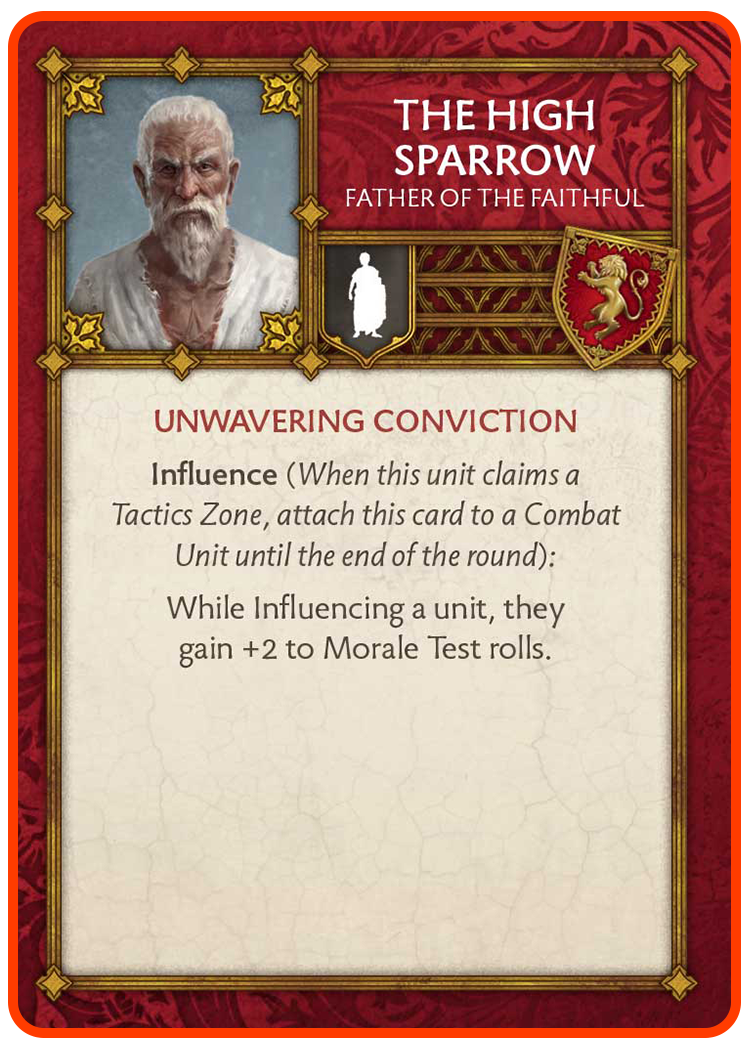 THE HIGH
SPARROW
FATHER OF THE FAITHFUL
UNWAVERING CONVICTION
Influence (When this unit claims a
Tactics Zone, attach this card to a Combat
Unit until the end of the round):
While Influencing a unit, they
gain +2 to Morale Test rolls.